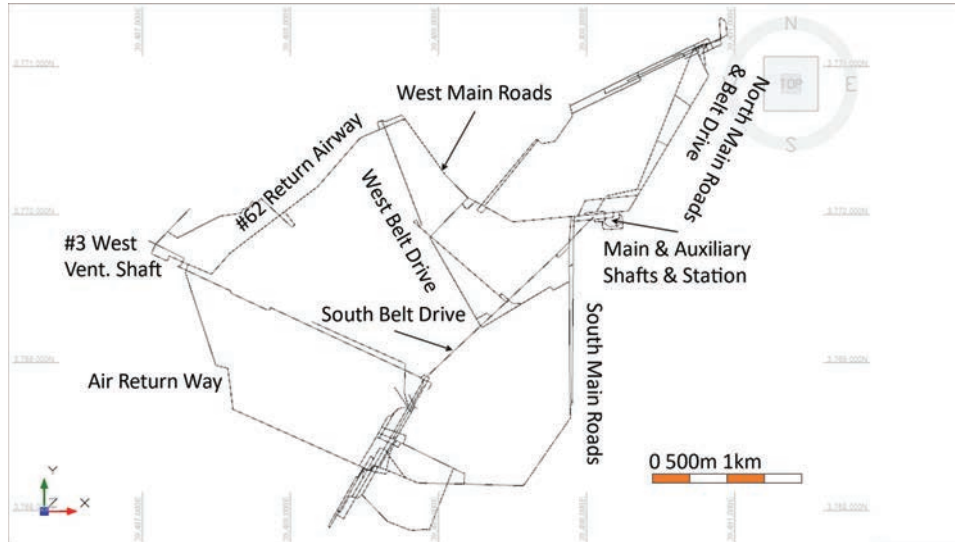 N
E
S
TOP
West Main Roads
North Main Roads
& Belt Drive
#62 Return Airway
West Belt Drive
#3 West
Vent. Shaft
Main & Auxiliary
Shafts & Station
South Belt Drive
South Main Roads
Air Return Way
0 500m 1km
Y
Z
X